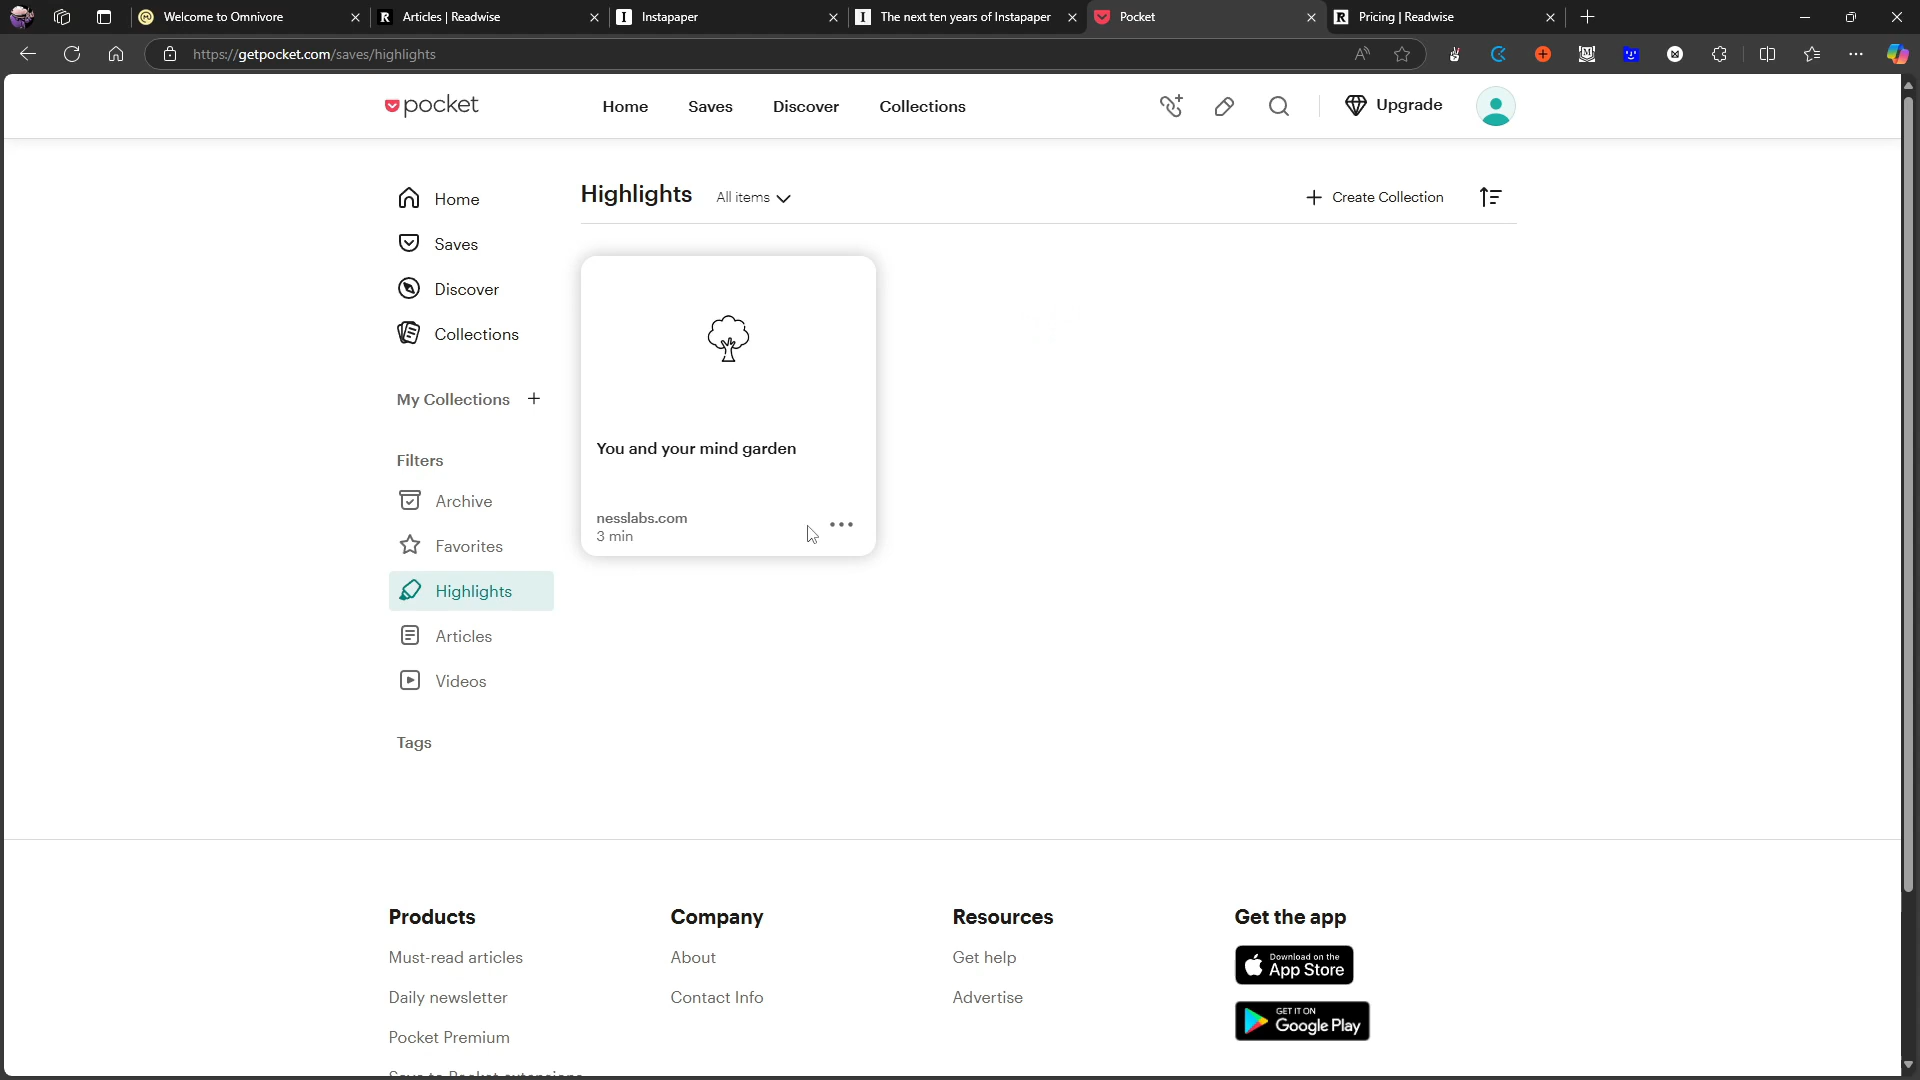 Welcome to Omnivore
Articles | Readwise
Instapaper
The next ten years of Instapaper
Pocket
Pricing | Readwise
https://getpocket.com/saves/highlights
pocket
Home
Saves
Discover
Collections
Upgrade
Home
Saves
Discover
Collections
My Collections +
Filters
Archive
Favorites
Highlights
Articles
Videos
Tags
Highlights
All items
+ Create Collection
You and your mind garden
nesslabs.com
3 min
Products
Must-read articles
Daily newsletter
Pocket Premium
Company
About
Contact Info
Resources
Get help
Advertise
Get the app
Download on the
App Store
GET IT ON
Google Play